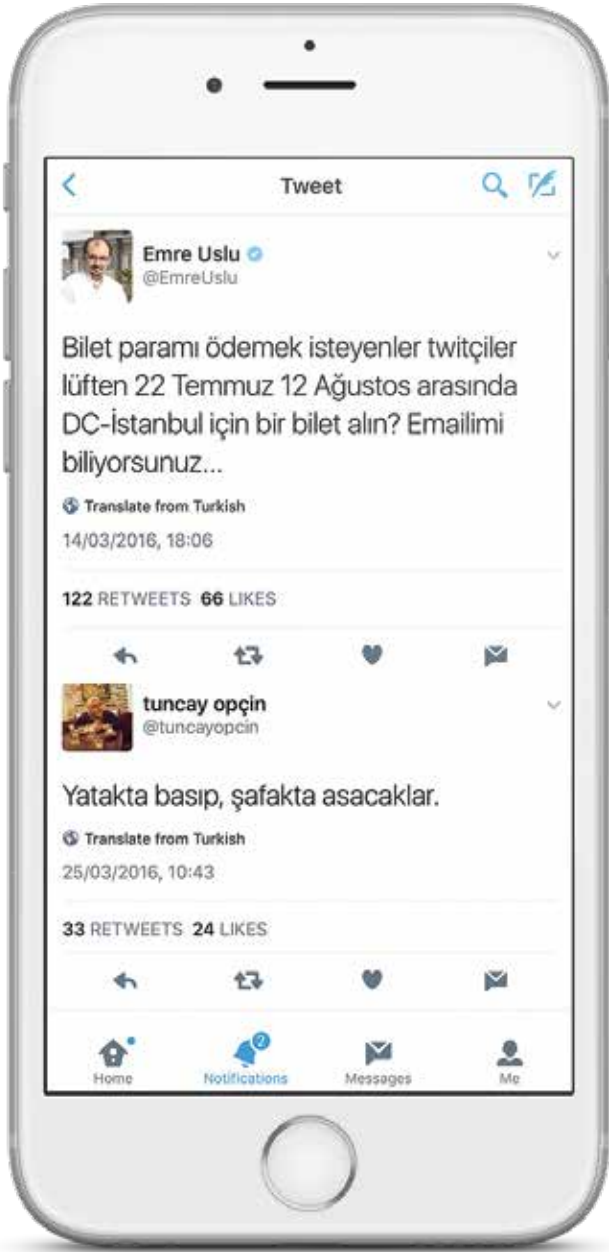 Tweet
Emre Uslu
@EmreUslu
Bilet paramı ödemek isteyenler twitçiler
lüften 22 Temmuz 12 Ağustos arasında
DC-İstanbul için bir bilet alın? Emailimi
biliyorsunuz...
Translate from Turkish
14/03/2016, 18:06
122 RETWEETS 66 LIKES
tuncay opçin
@tuncayopcin
Yatakta basıp, şafakta asacaklar.
Translate from Turkish
25/03/2016, 10:43
33 RETWEETS 24 LIKES
2
Home Notifications Messages Me